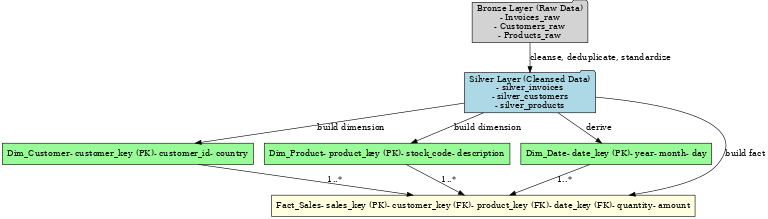 Bronze Layer (Raw Data)
- Invoices_raw
- Customers_raw
- Products_raw
cleanse, deduplicate, standardize
Silver Layer (Cleansed Data)
- silver_invoices
- silver_customers
- silver_products
build dimension
build dimension
derive
build fact
Dim_Customer- customer_key (PK)- customer_id- country
Dim_Product- product_key (PK)- stock_code- description
Dim_Date- date_key (PK)- year- month- day
1..*
1..*
1..*
Fact_Sales- sales_key (PK)- customer_key (FK)- product_key (FK)- date_key (FK)- quantity- amount